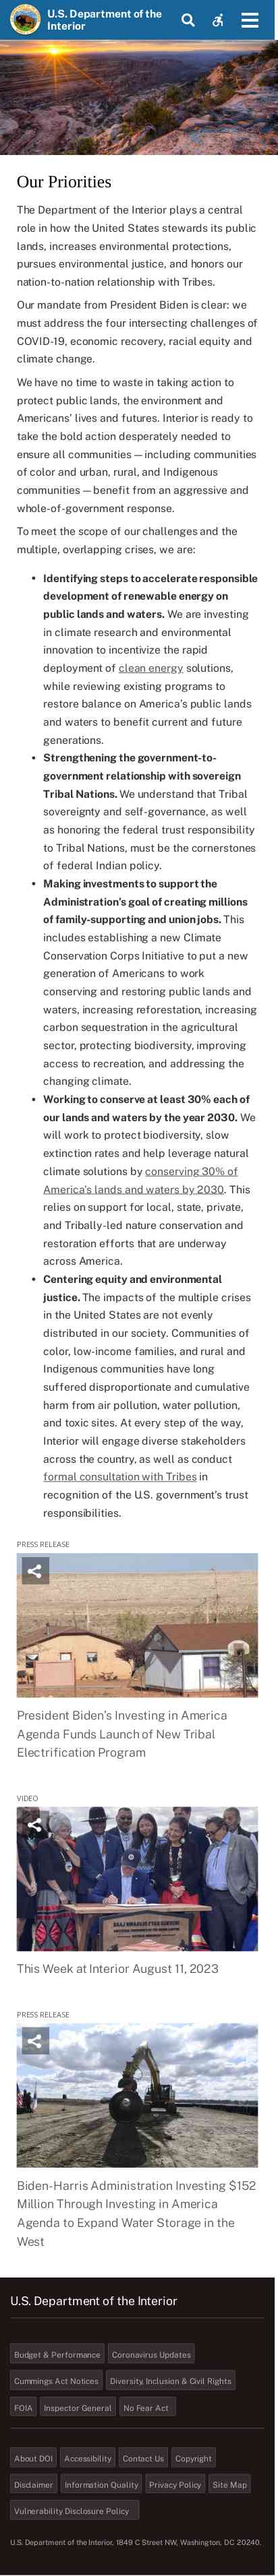 U.S. Department of the
Interior
Our Priorities
The Department of the Interior plays a central
role in how the United States stewards its public
lands, increases environmental protections,
pursues environmental justice, and honors our
nation-to-nation relationship with Tribes.
Our mandate from President Biden is clear: we
must address the four intersecting challenges of
COVID-19, economic recovery, racial equity and
climate change.
We have no time to waste in taking action to
protect public lands, the environment and
Americans’ lives and futures. Interior is ready to
take the bold action desperately needed to
ensure all communities — including communities
of color and urban, rural, and Indigenous
communities — benefit from an aggressive and
whole-of-government response.
To meet the scope of our challenges and the
multiple, overlapping crises, we are:
• Identifying steps to accelerate responsible
development of renewable energy on
public lands and waters. We are investing
in climate research and environmental
innovation to incentivize the rapid
deployment of clean energy solutions,
while reviewing existing programs to
restore balance on America’s public lands
and waters to benefit current and future
generations.
• Strengthening the government-to-
government relationship with sovereign
Tribal Nations. We understand that Tribal
sovereignty and self-governance, as well
as honoring the federal trust responsibility
to Tribal Nations, must be the cornerstones
of federal Indian policy.
• Making investments to support the
Administration’s goal of creating millions
of family-supporting and union jobs. This
includes establishing a new Climate
Conservation Corps Initiative to put a new
generation of Americans to work
conserving and restoring public lands and
waters, increasing reforestation, increasing
carbon sequestration in the agricultural
sector, protecting biodiversity, improving
access to recreation, and addressing the
changing climate.
• Working to conserve at least 30% each of
our lands and waters by the year 2030. We
will work to protect biodiversity, slow
extinction rates and help leverage natural
climate solutions by conserving 30% of
America’s lands and waters by 2030. This
relies on support for local, state, private,
and Tribally-led nature conservation and
restoration efforts that are underway
across America.
• Centering equity and environmental
justice. The impacts of the multiple crises
in the United States are not evenly
distributed in our society. Communities of
color, low-income families, and rural and
Indigenous communities have long
suffered disproportionate and cumulative
harm from air pollution, water pollution,
and toxic sites. At every step of the way,
Interior will engage diverse stakeholders
across the country, as well as conduct
formal consultation with Tribes in
recognition of the U.S. government’s trust
responsibilities.
PRESS RELEASE
President Biden’s Investing in America
Agenda Funds Launch of New Tribal
Electrification Program
VIDEO
This Week at Interior August 11, 2023
PRESS RELEASE
Biden-Harris Administration Investing $152
Million Through Investing in America
Agenda to Expand Water Storage in the
West
U.S. Department of the Interior
Budget & Performance Coronavirus Updates
Cummings Act Notices Diversity, Inclusion & Civil Rights
FOIA Inspector General No Fear Act
About DOI Accessibility Contact Us Copyright
Disclaimer Information Quality Privacy Policy Site Map
Vulnerability Disclosure Policy
U.S. Department of the Interior, 1849 C Street NW, Washington, DC 20240.